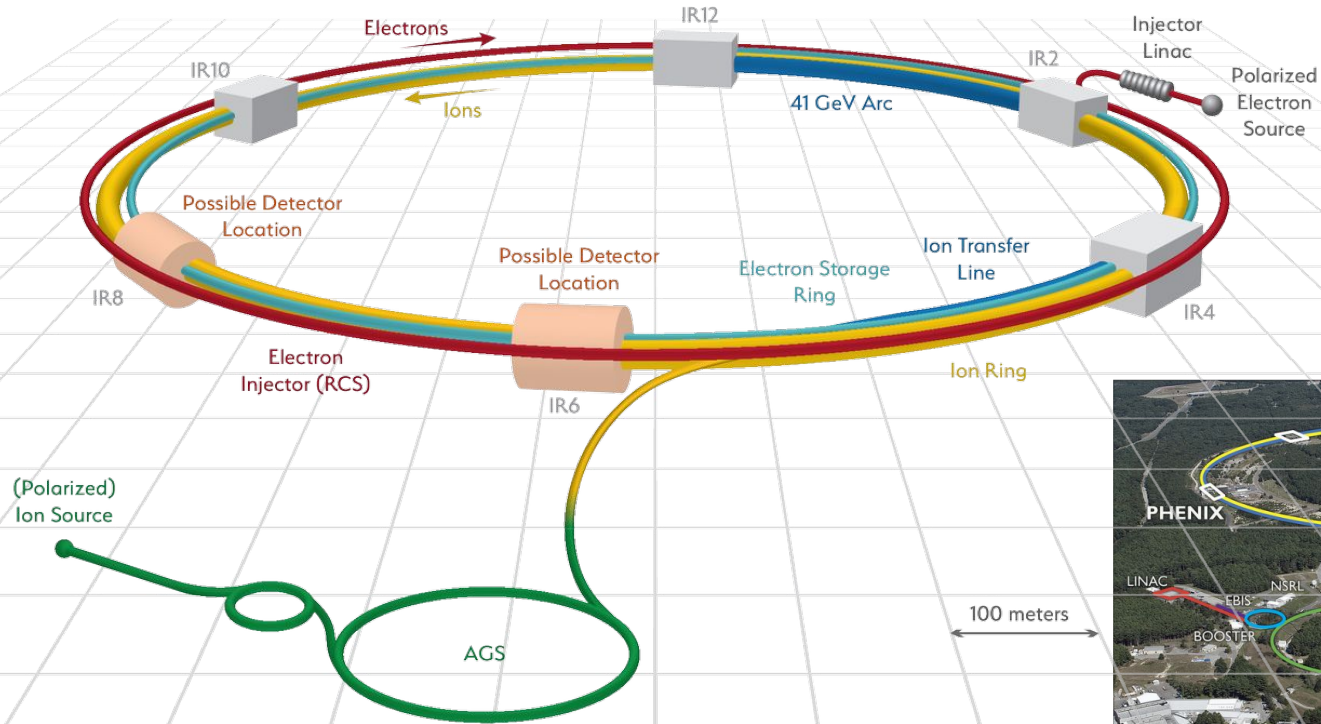 IR12
Electrons
Injector
Linac
IR10
IR2
Polarized
Electron
Source
41 GeV Arc
Ions
Possible Detector
Location
Possible Detector
Location
Ion Transfer
Line
Electron Storage
Ring
IR8
IR4
Electron
Injector (RCS)
Ion Ring
IR6
(Polarized)
Ion Source
PHENIX
LINAC
NSRL
EBIS
BOOSTER
100 meters
AGS